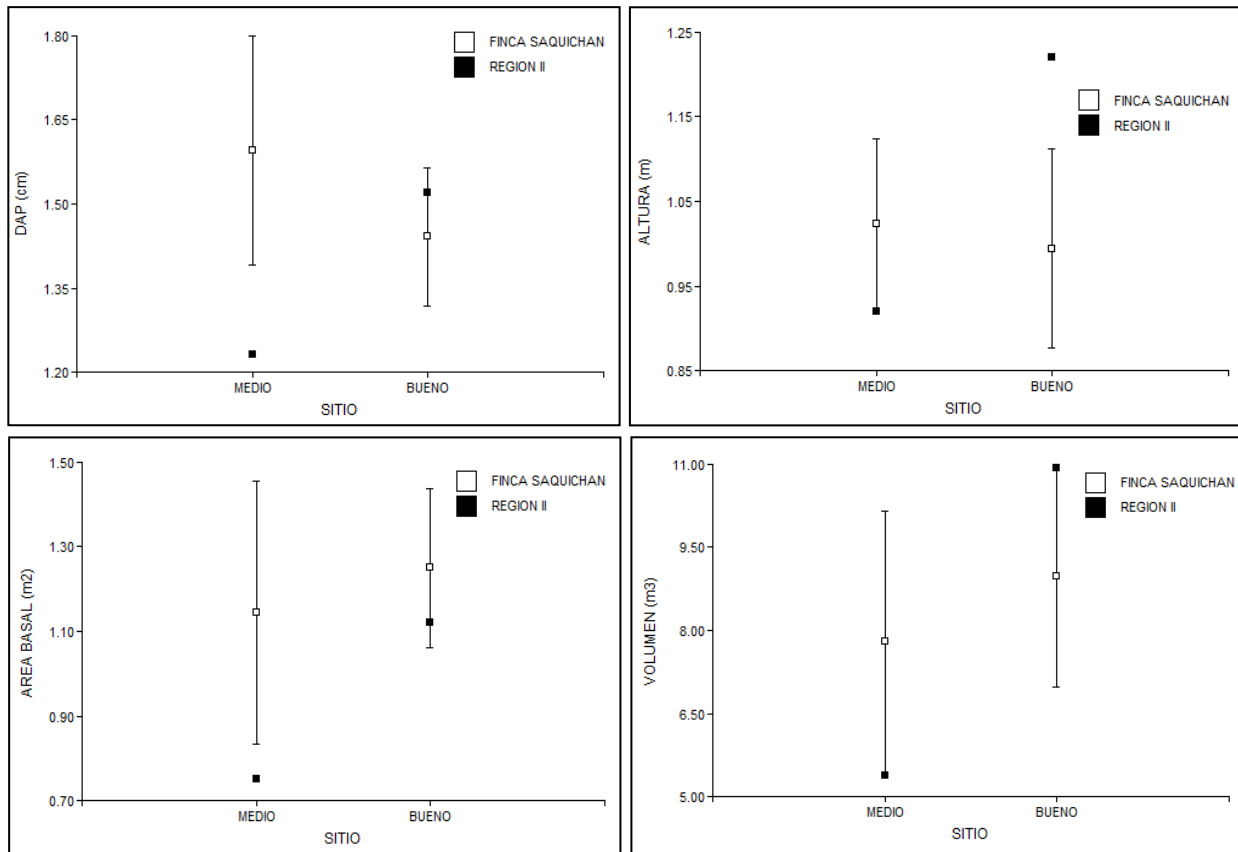 1.80
1.65
1.50
1.35
1.20
DAP (cm)
FINCA SAQUICHAN
REGION II
MEDIO BUENO
SITIO
1.25
1.15
1.05
0.95
0.85
ALTURA (m)
FINCA SAQUICHAN
REGION II
MEDIO BUENO
SITIO
1.50
1.30
1.10
0.90
0.70
AREA BASAL (m2)
FINCA SAQUICHAN
REGION II
MEDIO BUENO
SITIO
11.00
9.50
8.00
6.50
5.00
VOLUMEN (m3)
FINCA SAQUICHAN
REGION II
MEDIO BUENO
SITIO